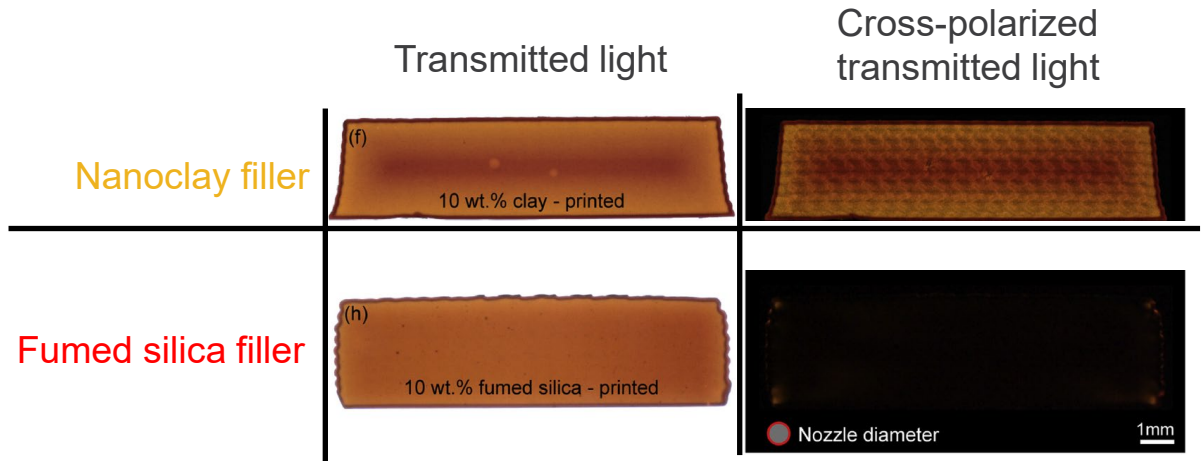 Transmitted light
Cross-polarized
transmitted light
Nanoclay filler
(f)
10 wt.% clay - printed
Fumed silica filler
(h)
10 wt.% fumed silica - printed
Nozzle diameter
1mm